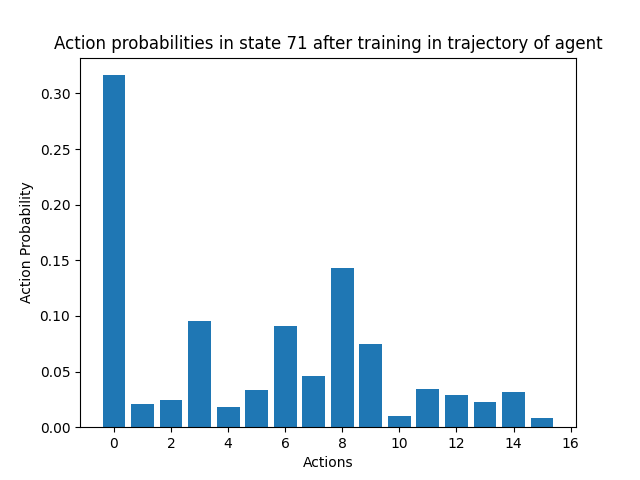 Action probabilities in state 71 after training in trajectory of agent
0.30
0.25
0.20
0.15
0.10
0.05
0.00
Action Probability
0 2 4 6 8 10 12 14 16
Actions